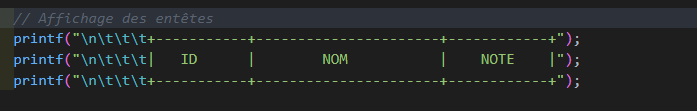 // Affichage des entêtes
printf("\n\t\t\t+-----------+---------------------+-----------+");
printf("\n\t\t\t|   ID      |        NOM          |    NOTE    |");
printf("\n\t\t\t+-----------+---------------------+-----------+");